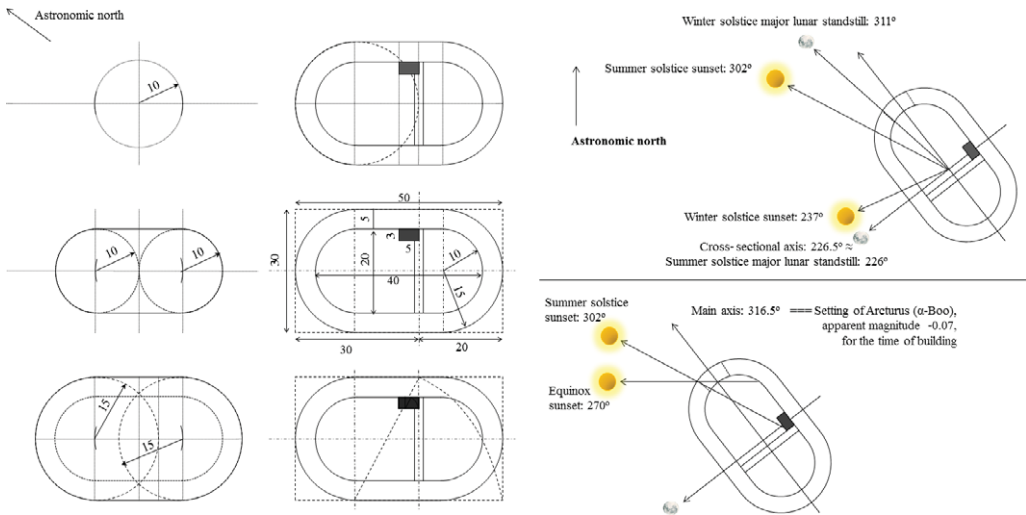 Astronomic north
10
10
10
15
15
50
30
5
3
5
20
10
40
15
30
20
Winter solstice major lunar standstill: 311º
Summer solstice sunset: 302º
Astronomic north
Winter solstice sunset: 237º
Cross- sectional axis: 226.5º ≈
Summer solstice major lunar standstill: 226º
Summer solstice
sunset: 302º
Main axis: 316.5º === Setting of Arcturus (α-Boo),
apparent magnitude -0.07,
for the time of building
Equinox
sunset: 270º